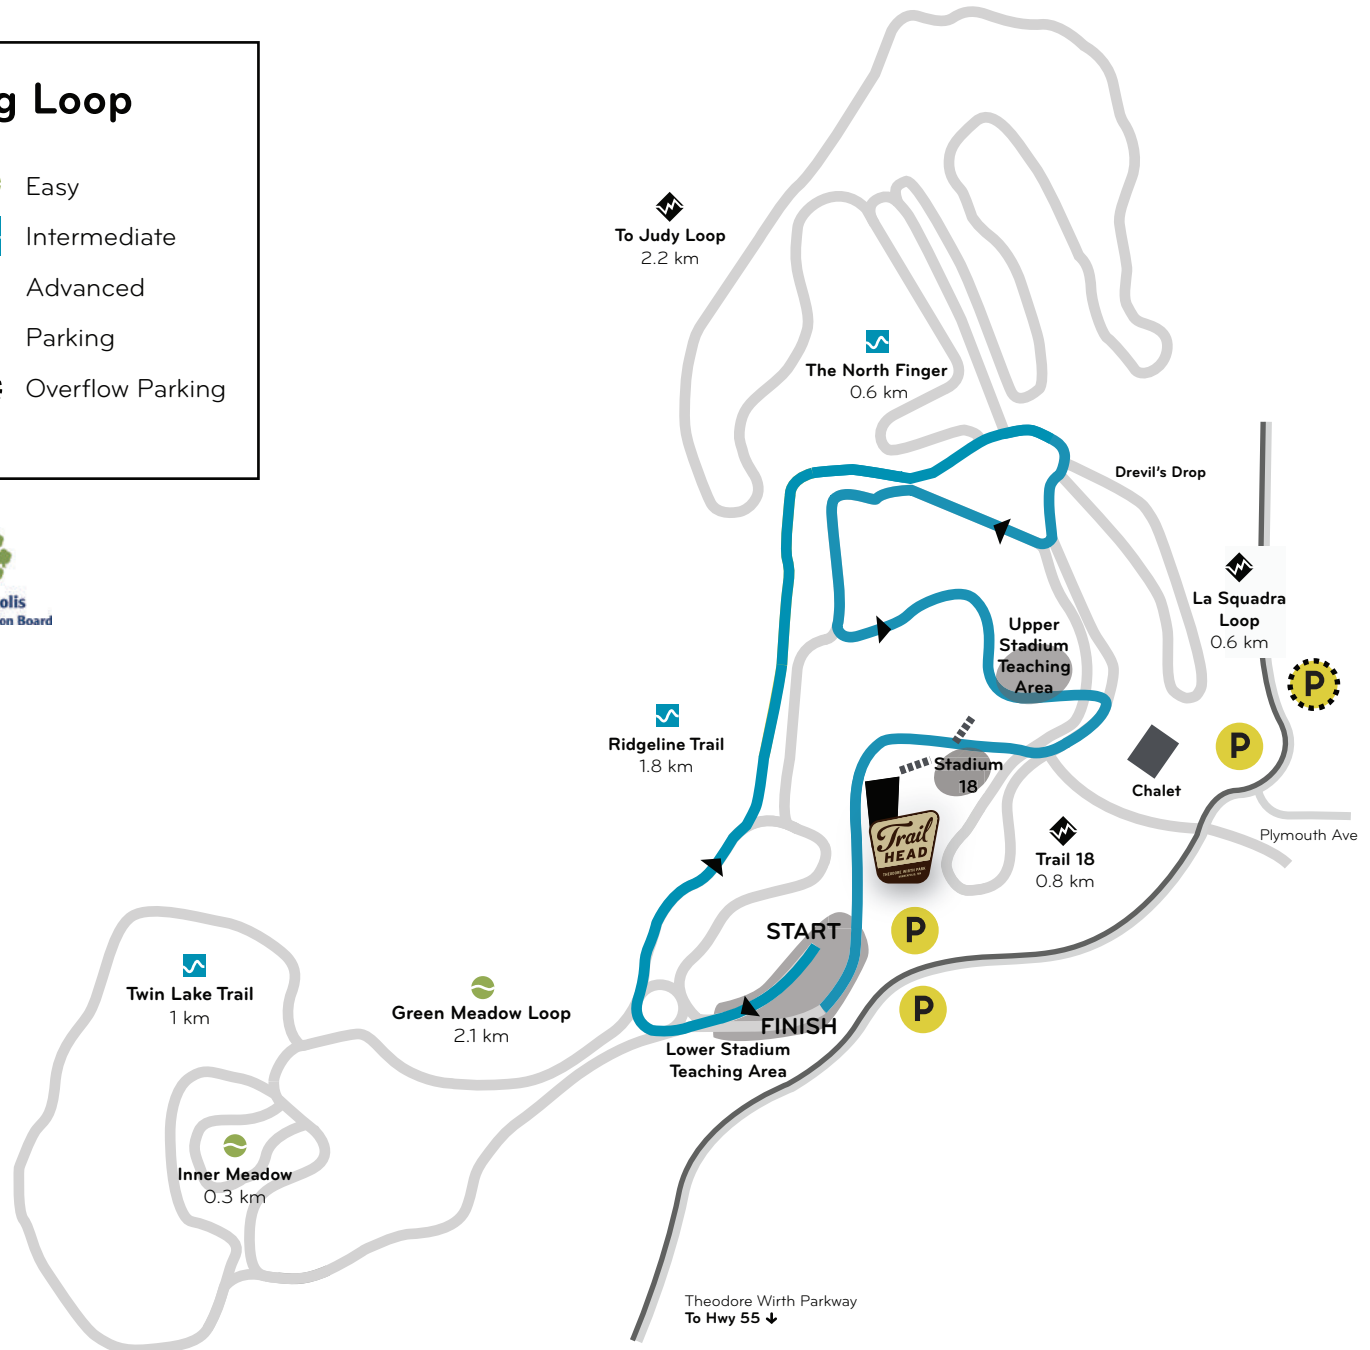 g Loop
Easy
Intermediate
Advanced
Parking
Overflow Parking
olis
on Board
To Judy Loop
2.2 km
The North Finger
0.6 km
Drevil's Drop
La Squadra
Loop
0.6 km
Upper
Stadium
Teaching
Area
P
P
Ridgeline Trail
1.8 km
Stadium
18
Chalet
Plymouth Ave
Trail
HEAD
THEODORE WIRTH PARK
Trail 18
0.8 km
START
P
Twin Lake Trail
1 km
Green Meadow Loop
2.1 km
FINISH
P
Lower Stadium
Teaching Area
Inner Meadow
0.3 km
Theodore Wirth Parkway
To Hwy 55